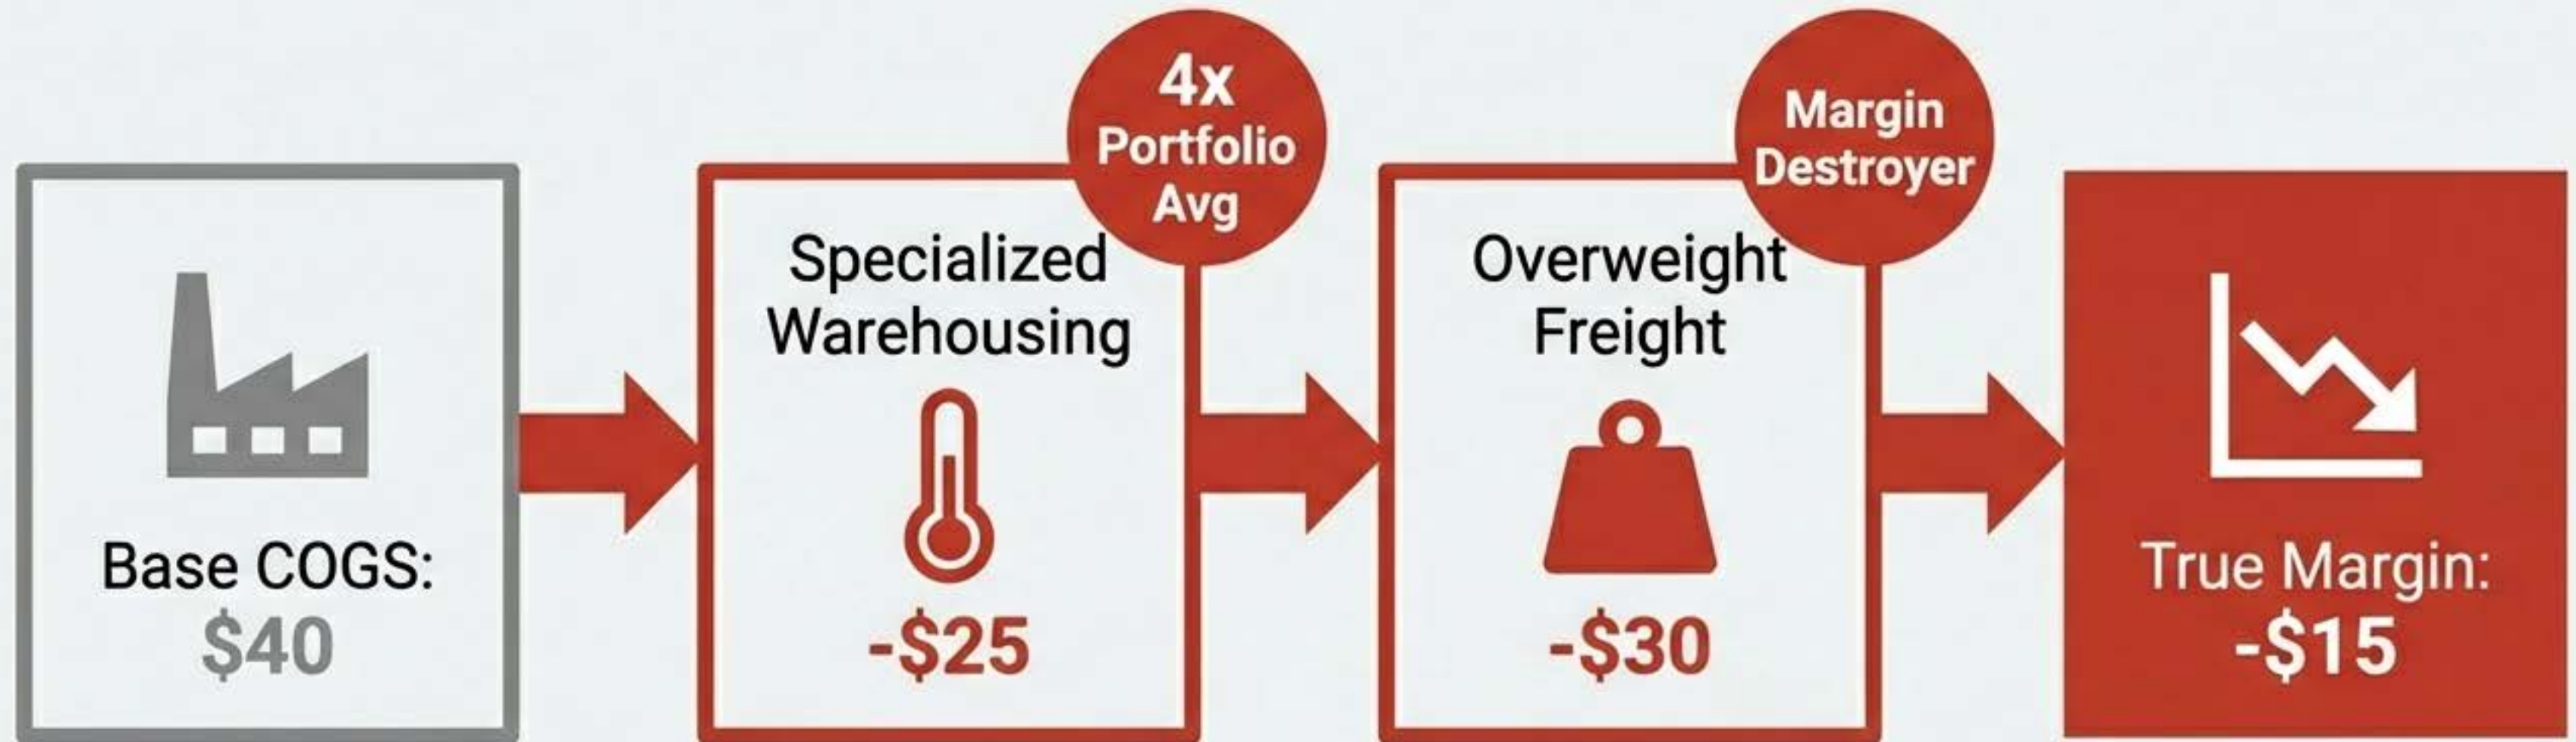 Base COGS:
$40
4x
Portfolio
Avg
Specialized
Warehousing
-$25
Margin
Destroyer
Overweight
Freight
-$30
True Margin:
-$15